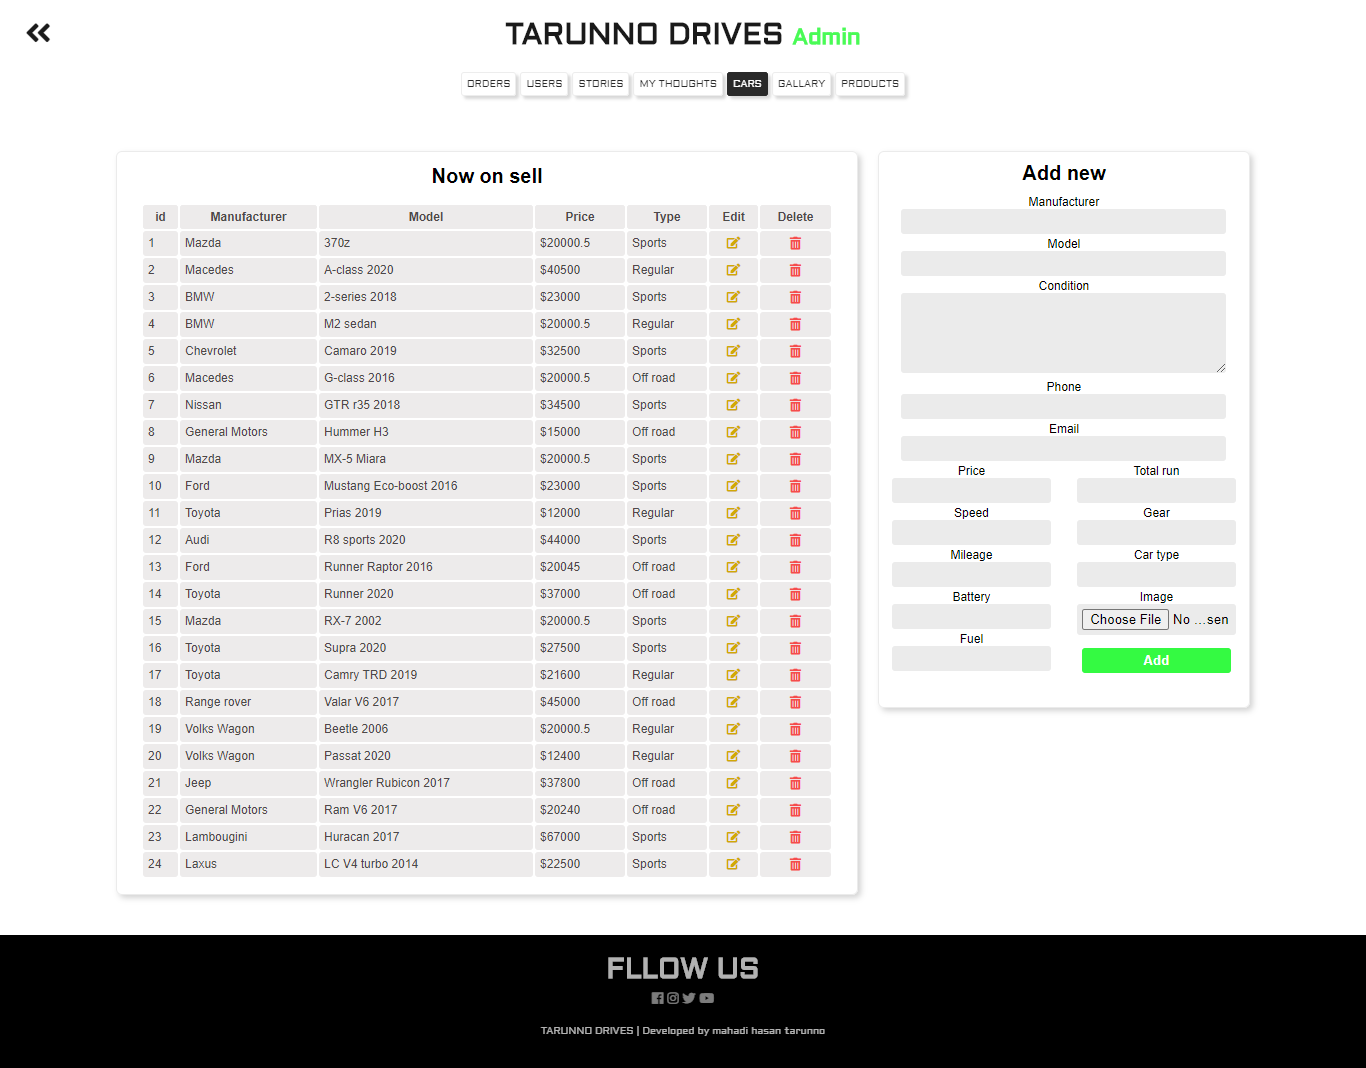 TARUNNO DRIVES Admin
ORDERS USERS STORIES MY THOUGHTS CARS GALLARY PRODUCTS
Now on sell
id Manufacturer Model Price Type Edit Delete
1 Mazda 370z $20000.5 Sports
2 Macedes A-class 2020 $40500 Regular
3 BMW 2-series 2018 $23000 Sports
4 BMW M2 sedan $20000.5 Regular
5 Chevrolet Camaro 2019 $32500 Sports
6 Macedes G-class 2016 $20000.5 Off road
7 Nissan GTR r35 2018 $34500 Sports
8 General Motors Hummer H3 $15000 Off road
9 Mazda MX-5 Miara $20000.5 Sports
10 Ford Mustang Eco-boost 2016 $23000 Sports
11 Toyota Prias 2019 $12000 Regular
12 Audi R8 sports 2020 $44000 Sports
13 Ford Runner Raptor 2016 $20045 Off road
14 Toyota Runner 2020 $37000 Off road
15 Mazda RX-7 2002 $20000.5 Sports
16 Toyota Supra 2020 $27500 Sports
17 Toyota Camry TRD 2019 $21600 Regular
18 Range rover Valar V6 2017 $45000 Off road
19 Volks Wagon Beetle 2006 $20000.5 Regular
20 Volks Wagon Passat 2020 $12400 Regular
21 Jeep Wrangler Rubicon 2017 $37800 Off road
22 General Motors Ram V6 2017 $20240 Off road
23 Lambougini Huracan 2017 $67000 Sports
24 Laxus LC V4 turbo 2014 $22500 Sports
Add new
Manufacturer
Model
Condition
Phone
Email
Price Total run
Speed Gear
Mileage Car type
Battery Image
Choose File No ...sen
Fuel
Add
FLLOW US
TARUNNO DRIVES | Developed by mahadi hasan tarunno